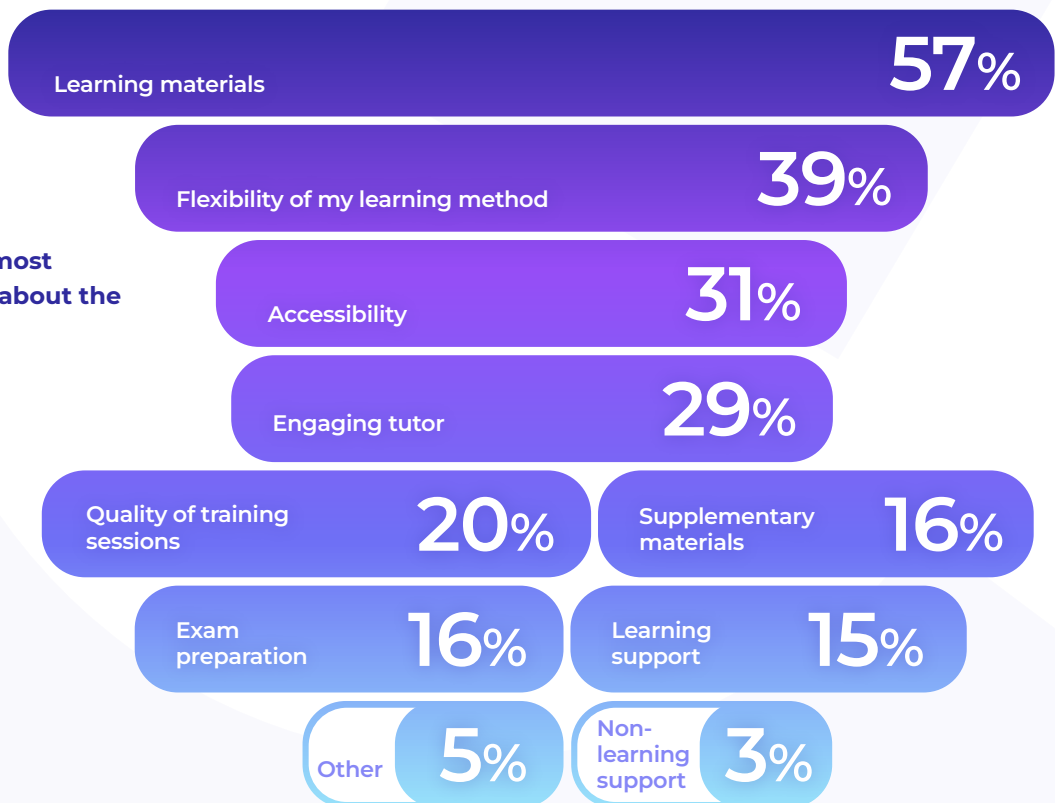 Learning materials 57%
Flexibility of my learning method 39%
most
about the
Accessibility 31%
Engaging tutor 29%
Quality of training
sessions
20%
Supplementary
materials
16%
Exam
preparation
16%
Learning
support
15%
Other 5%
Non-
learning
support
3%